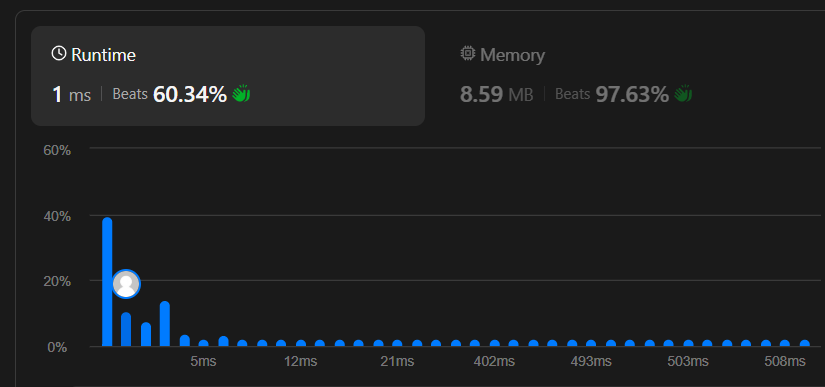 Runtime
1 ms | Beats 60.34%
Memory
8.59 MB | Beats 97.63%
60%
40%
20%
0%
5ms 12ms 21ms 402ms 493ms 503ms 508ms